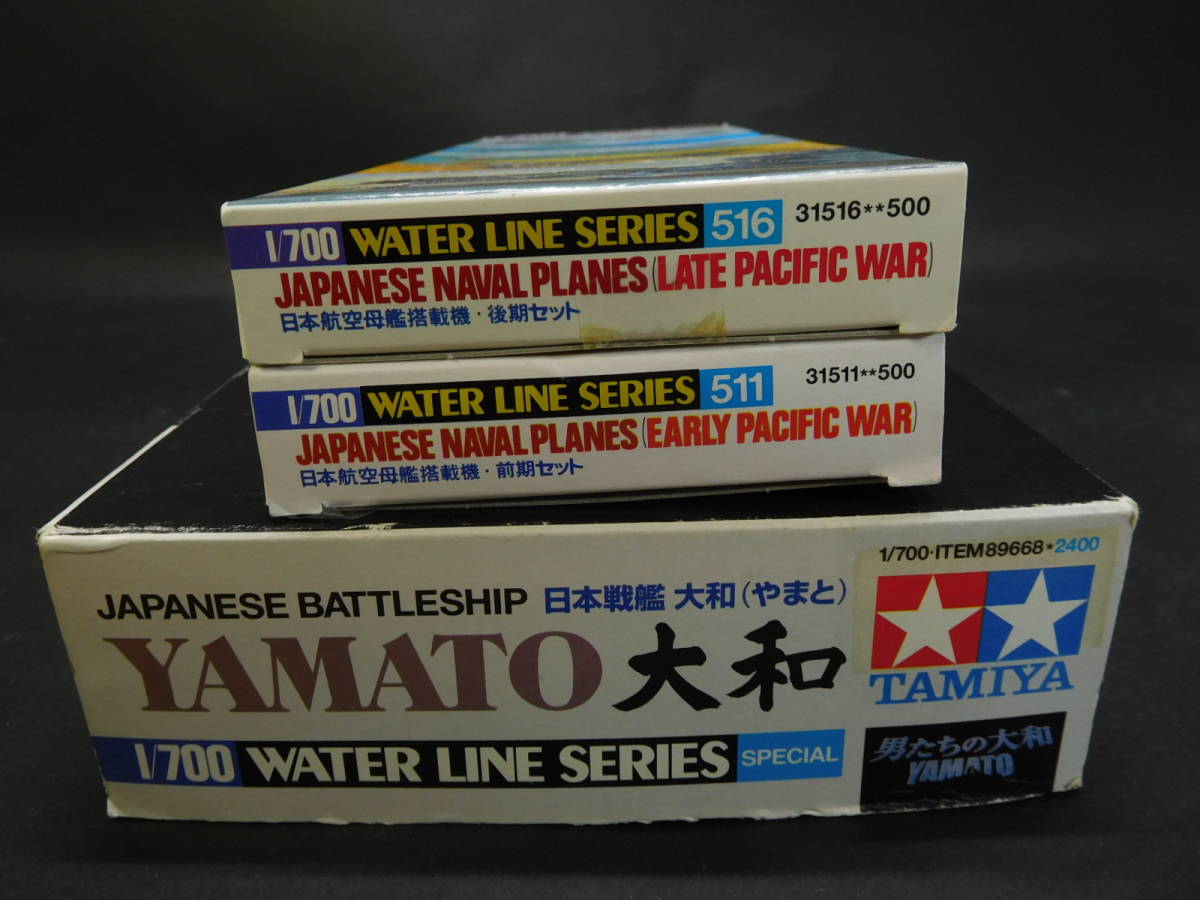 1/700 WATER LINE SERIES 516 31516**500
JAPANESE NAVAL PLANES (LATE PACIFIC WAR)
日本航空母艦搭載機・後期セット
1/700 WATER LINE SERIES 511 31511**500
JAPANESE NAVAL PLANES (EARLY PACIFIC WAR)
日本航空母艦搭載機・前期セット
1/700・ITEM89668*2400
JAPANESE BATTLESHIP 日本戦艦 大和(やまと)
YAMATO 大和
TAMIYA
1/700 WATER LINE SERIES SPECIAL
男たちの大和
YAMATO